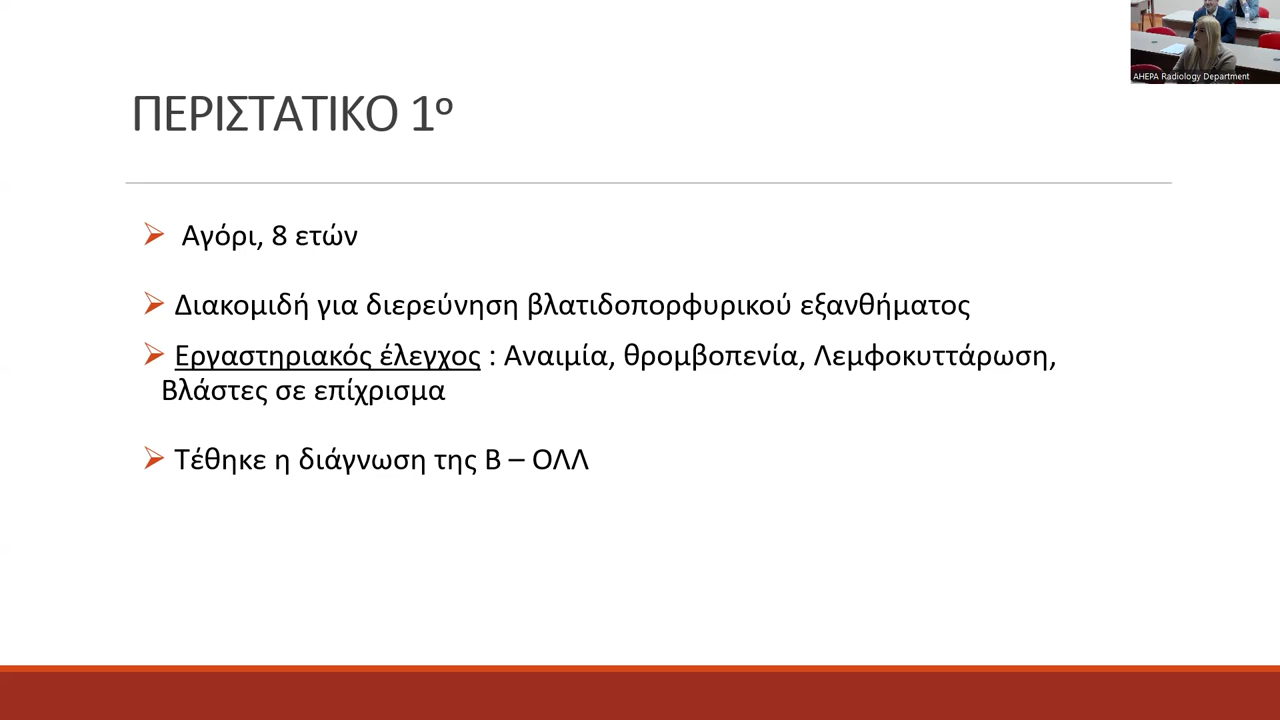 AHEPA Radiology Department
ΠΕΡΙΣΤΑΤΙΚΟ 1ο
Αγόρι, 8 ετών
Διακομιδή για διερεύνηση βλατιδοπορφυρικού εξανθήματος
Εργαστηριακός έλεγχος : Αναιμία, θρομβοπενία, Λεμφοκυττάρωση,
Βλάστες σε επίχρισμα
Τέθηκε η διάγνωση της Β – ΟΛΛ